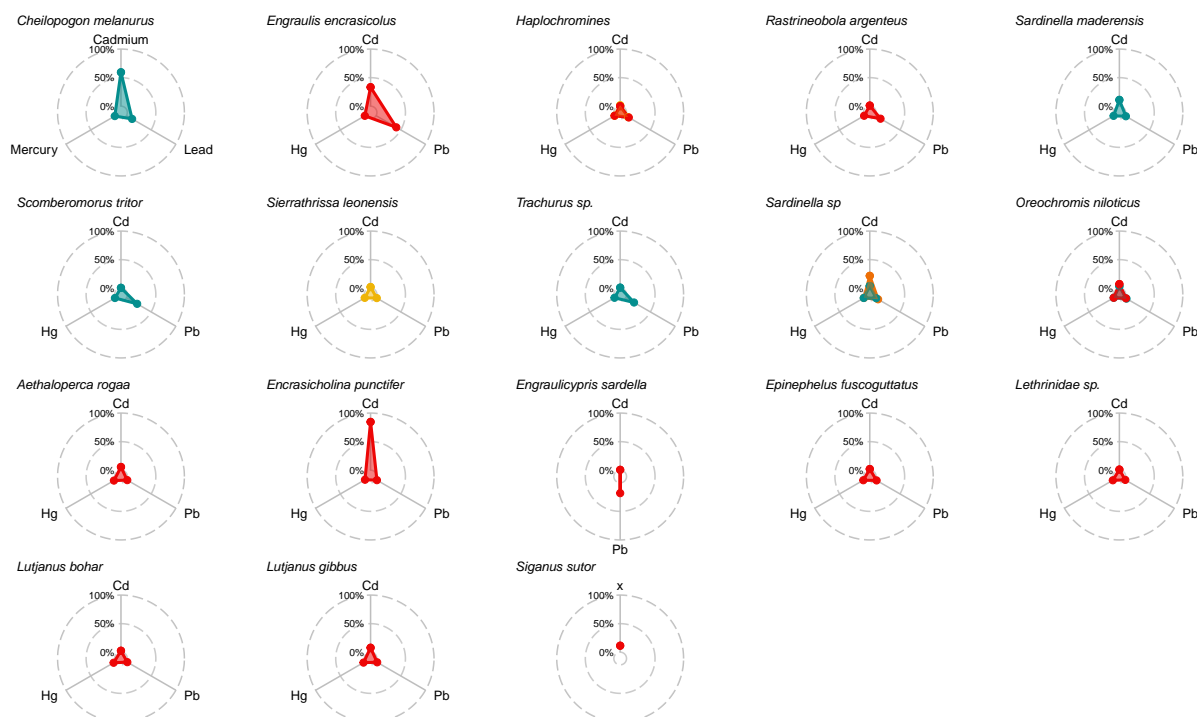 Cheilopogon melanurus
Cadmium
100%
50%
0%
Mercury
Lead
Engraulis encrasicolus
Cd
100%
50%
0%
Hg
Pb
Haplochromines
Cd
100%
50%
0%
Hg
Pb
Rastrineobola argenteus
Cd
100%
50%
0%
Hg
Pb
Sardinella maderensis
Cd
100%
50%
0%
Hg
Pb
Scomberomorus tritor
Cd
100%
50%
0%
Hg
Pb
Sierrathrissa leonensis
Cd
100%
50%
0%
Hg
Pb
Trachurus sp.
Cd
100%
50%
0%
Hg
Pb
Sardinella sp
Cd
100%
50%
0%
Hg
Pb
Oreochromis niloticus
Cd
100%
50%
0%
Hg
Pb
Aethaloperca rogaa
Cd
100%
50%
0%
Hg
Pb
Encrasicholina punctifer
Cd
100%
50%
0%
Hg
Pb
Engraulicypris sardella
Cd
100%
50%
0%
Pb
Epinephelus fuscoguttatus
Cd
100%
50%
0%
Hg
Pb
Lethrinidae sp.
Cd
100%
50%
0%
Hg
Pb
Lutjanus bohar
Cd
100%
50%
0%
Hg
Pb
Lutjanus gibbus
Cd
100%
50%
0%
Hg
Pb
Siganus sutor
x
100%
50%
0%